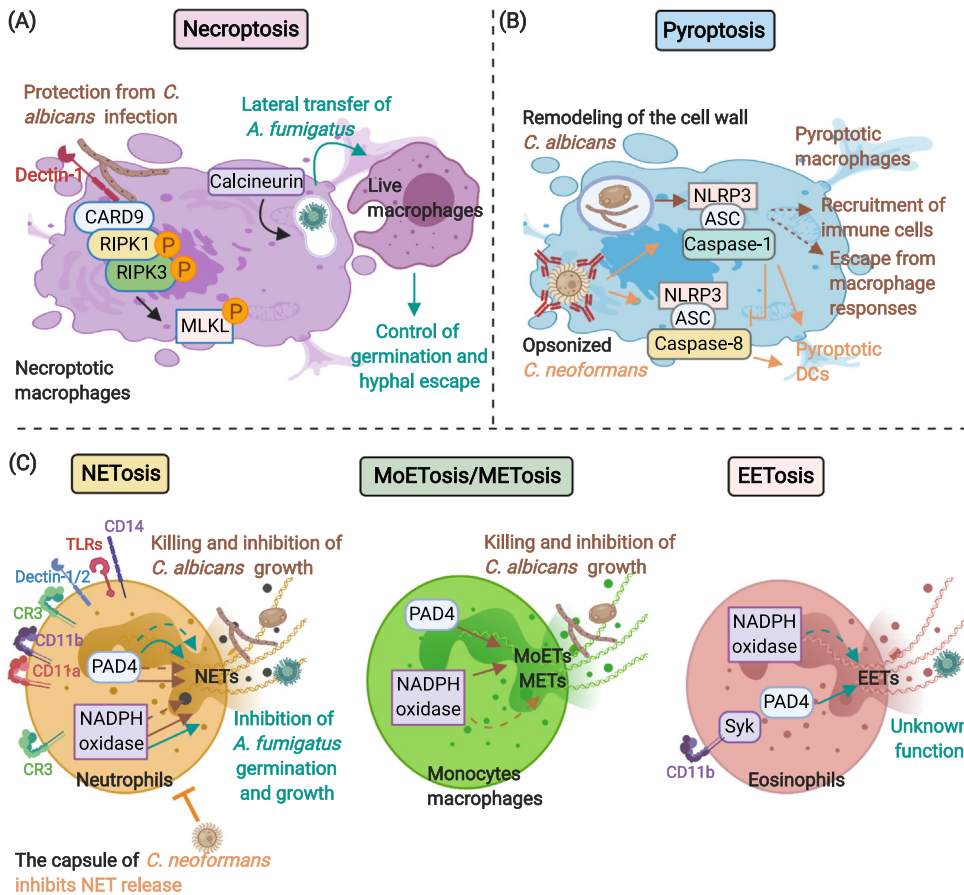 (A)
Necroptosis
Protection from C.
albicans infection
Lateral transfer of
A. fumigatus
Dectin-1
Calcineurin
Live
macrophages
CARD9
RIPK1
P
RIPK3
P
P
MLKL
Control of
germination and
hyphal escape
Necroptotic
macrophages
(B)
Pyroptosis
Remodeling of the cell wall
C. albicans
Pyroptotic
macrophages
NLRP3
ASC
Caspase-1
Recruitment of
immune cells
Escape from
macrophage
responses
NLRP3
ASC
Caspase-8
Opsonized
C. neoformans
Pyroptotic
DCs
(C)
NETosis
CD14
TLRs
Dectin-1/2
CR3
CD11b
CD11a
CR3
Killing and inhibition of
C. albicans growth
PAD4
NETs
NADPH
oxidase
Neutrophils
Inhibition of
A. fumigatus
germination
and growth
The capsule of C. neoformans
inhibits NET release
MoETosis/METosis
Killing and inhibition of
C. albicans growth
PAD4
MoETs
METs
NADPH
oxidase
Monocytes
macrophages
EETosis
NADPH
oxidase
EETs
PAD4
Syk
CD11b
Eosinophils
Unknown
function